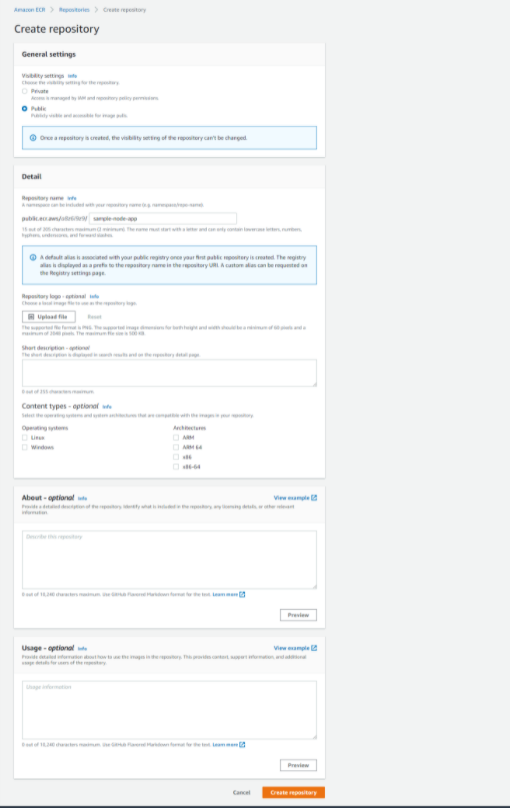 Amazon ECR > Repositories > Create repository
Create repository
General settings
Visibility settings Info
Choose the visibility setting for the repository.
Private
Access is managed by IAM and repository policy permissions.
Public
Publicly visible and accessible for image pulls.
Once a repository is created, the visibility setting of the repository can't be changed.
Detail
Repository name Info
A namespace can be included with your repository name (e.g. namespace/repo-name).
public.ecr.aws/ sample-node-app
15 out of 205 characters maximum (2 minimum). The name must start with a letter and can only contain lowercase letters, numbers,
hyphens, underscores, and forward slashes.
A default alias is associated with your public registry once your first public repository is created. The registry
alias is displayed as a prefix to the repository name in the repository URI. A custom alias can be requested on
the Registry settings page.
Repository logo - optional Info
Choose a local image file to use as the repository logo.
Upload file Reset
The supported file format is PNG. The supported image dimensions for both height and width should be a minimum of 60 pixels and a
maximum of 2048 pixels. The maximum file size is 500 KB.
Short description - optional
The short description is displayed in search results and on the repository detail page.
0 out of 255 characters maximum.
Content types - optional Info
Select the operating systems and system architectures that are compatible with the images in your repository.
Operating systems
Linux
Windows
Architectures
ARM
ARM 64
x86
x86-64
About - optional Info View example
Provide a detailed description of the repository. Identify what is included in the repository, any licensing details, or other relevant
information.
Describe this repository
0 out of 10,240 characters maximum. Use GitHub Flavored Markdown format for the text. Learn more
Preview
Usage - optional Info View example
Provide detailed information about how to use the images in the repository. This provides context, support information, and additional
usage details for users of the repository.
Usage information
0 out of 10,240 characters maximum. Use GitHub Flavored Markdown format for the text. Learn more
Preview
Cancel Create repository